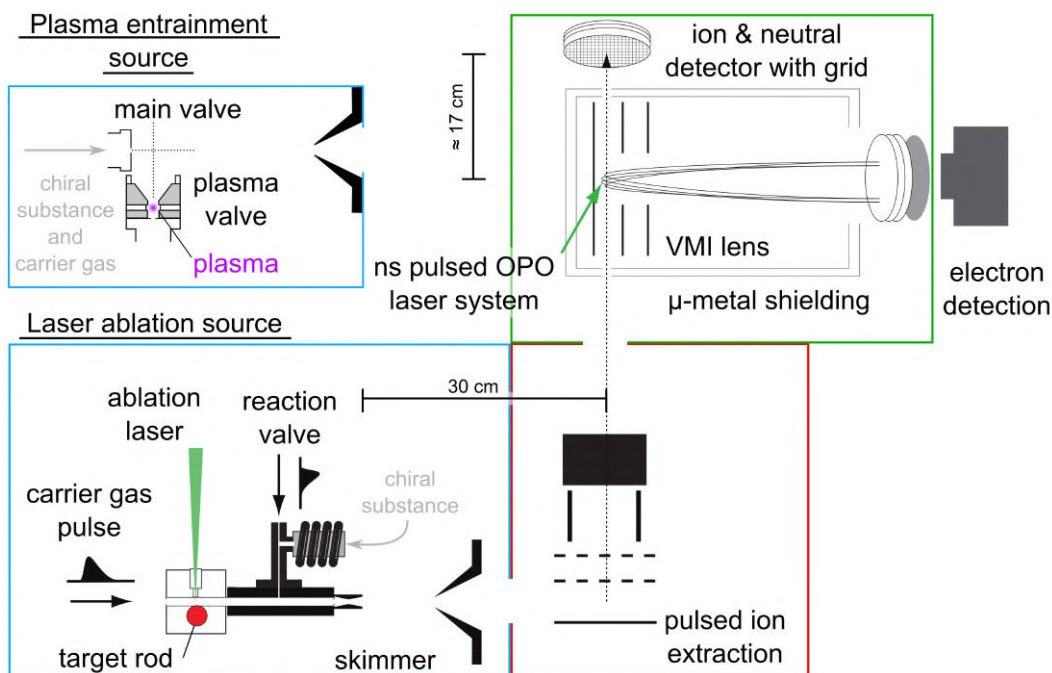 Plasma entrainment
source
main valve
chiral
substance
and
carrier gas
plasma
valve
plasma
ion & neutral
detector with grid
≈ 17 cm
ns pulsed OPO
laser system
VMI lens
μ-metal shielding
electron
detection
Laser ablation source
30 cm
ablation
laser
reaction
valve
chiral
substance
carrier gas
pulse
target rod
skimmer
pulsed ion
extraction